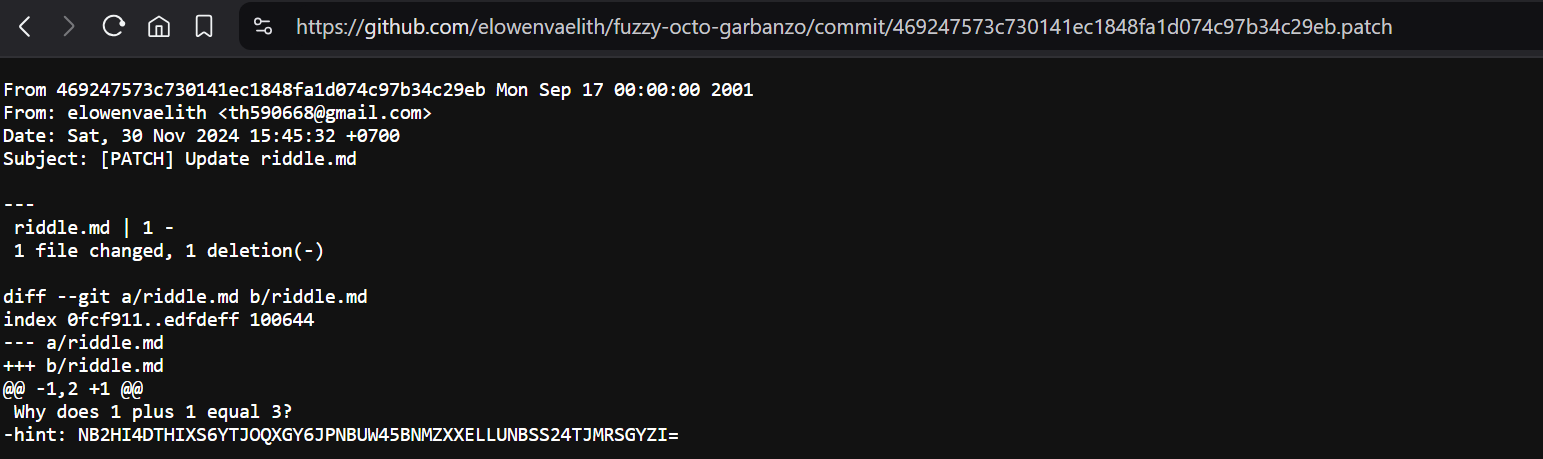 https://github.com/elowenvaelith/fuzzy-octo-garbanzo/commit/469247573c730141ec1848fa1d074c97b34c29eb.patch
From 469247573c730141ec1848fa1d074c97b34c29eb Mon Sep 17 00:00:00 2001
From: elowenvaelith <th590668@gmail.com>
Date: Sat, 30 Nov 2024 15:45:32 +0700
Subject: [PATCH] Update riddle.md
---
riddle.md | 1 -
1 file changed, 1 deletion(-)
diff --git a/riddle.md b/riddle.md
index 0fcf911..edfdeff 100644
--- a/riddle.md
+++ b/riddle.md
@@ -1,2 +1 @@
Why does 1 plus 1 equal 3?
-hint: NB2HI4DTHIXS6YTJOQXGY6JPNBUW45BNMZXXELLUNBSS24TJMRSGYZI=